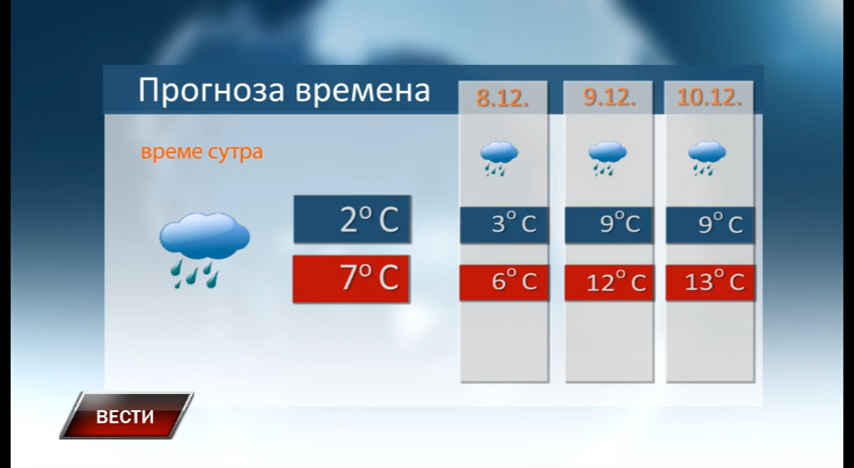 Прогноза времена
8.12. 9.12. 10.12.
време сутра
2° C 3° C 9°C 9° C
7° C 6° C 12° C 13° C
ВЕСТИ